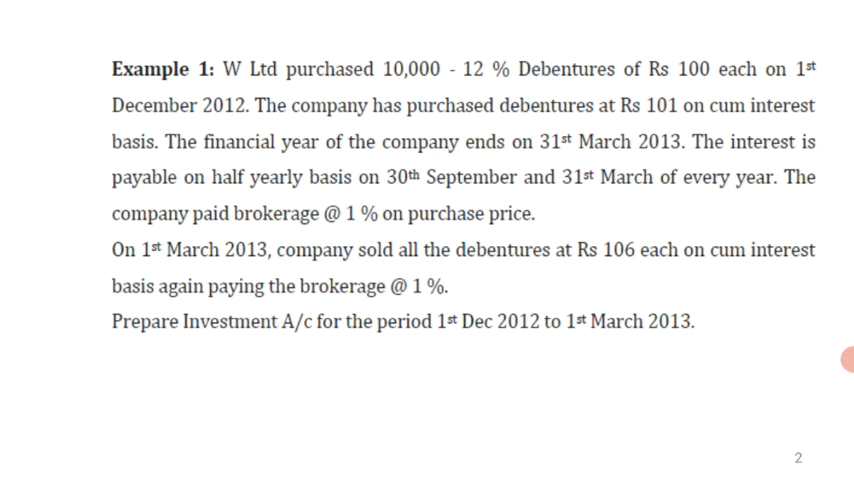 Example 1: W Ltd purchased 10,000 - 12 % Debentures of Rs 100 each on 1st
December 2012. The company has purchased debentures at Rs 101 on cum interest
basis. The financial year of the company ends on 31st March 2013. The interest is
payable on half yearly basis on 30th September and 31st March of every year. The
company paid brokerage @ 1 % on purchase price.
On 1st March 2013, company sold all the debentures at Rs 106 each on cum interest
basis again paying the brokerage @ 1 %.
Prepare Investment A/c for the period 1st Dec 2012 to 1st March 2013.
2